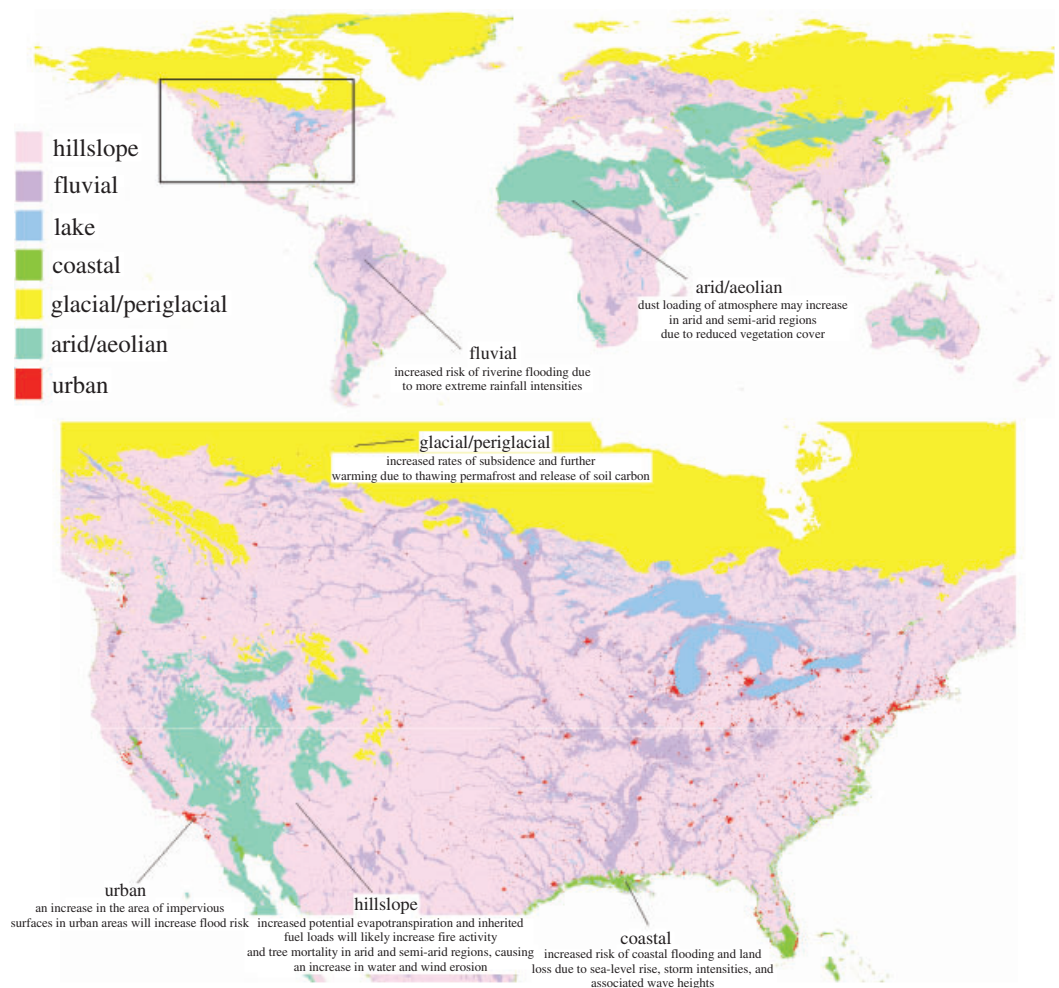 hillslope
fluvial
lake
coastal
glacial/periglacial
arid/aeolian
urban
arid/aeolian
dust loading of atmosphere may increase
in arid and semi-arid regions
due to reduced vegetation cover
fluvial
increased risk of riverine flooding due
to more extreme rainfall intensities
glacial/periglacial
increased rates of subsidence and further
warming due to thawing permafrost and release of soil carbon
urban
an increase in the area of impervious
surfaces in urban areas will increase flood risk
hillslope
increased potential evapotranspiration and inherited
fuel loads will likely increase fire activity
and tree mortality in arid and semi-arid regions, causing
an increase in water and wind erosion
coastal
increased risk of coastal flooding and land
loss due to sea-level rise, storm intensities, and
associated wave heights